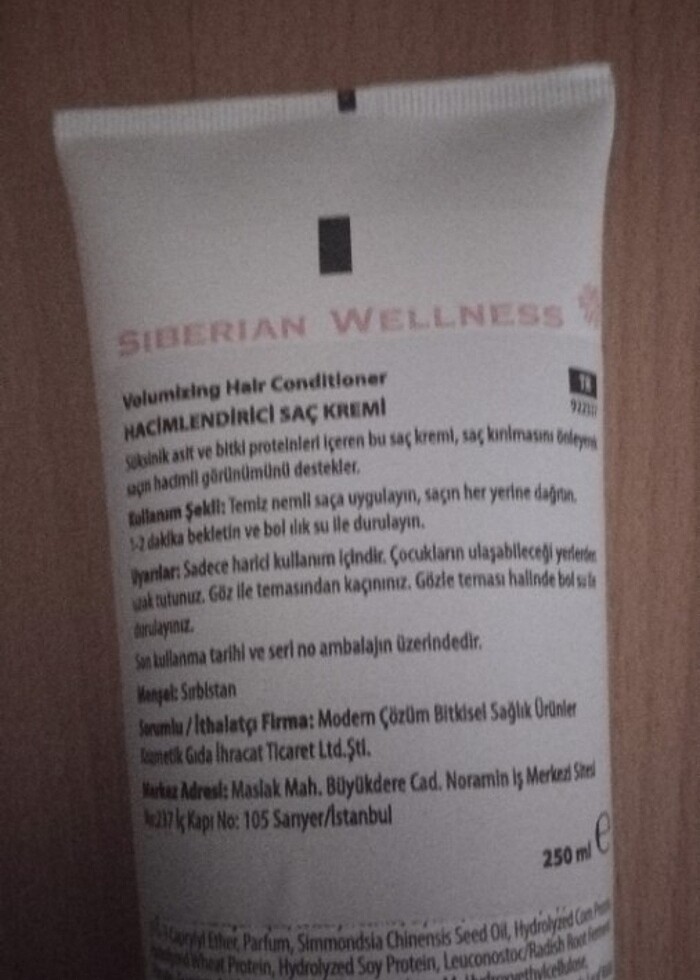 SIBERIAN WELLNESS
Volumizing Hair Conditioner
TR
HACİMLENDİRİCİ SAÇ KREMİ
Süksinik asit ve bitki proteinleri içeren bu saç kremi, saç kırılmasını önleyerek
saçın hacimli görünümünü destekler.
Kullanım Şekli: Temiz nemli saça uygulayın, saçın her yerine dağıtın,
1-2 dakika bekletin ve bol ılık su ile durulayın.
Uyarılar: Sadece harici kullanım içindir. Çocukların ulaşabileceği yerlerden
uzak tutunuz. Göz ile temasından kaçınınız. Gözle teması halinde bol su ile
durulayınız.
Son kullanma tarihi ve seri no ambalajın üzerindedir.
Menşei: Sırbistan
Sorumlu / İthalatçı Firma: Modern Çözüm Bitkisel Sağlık Ürünler
Kozmetik Gıda İhracat Ticaret Ltd.Şti.
Merkez Adresi: Maslak Mah. Büyükdere Cad. Noramin İş Merkezi Sitesi
No:237 İç Kapı No: 105 Sarıyer/İstanbul
250 ml e
Caprylyl Ether, Parfum, Simmondsia Chinensis Seed Oil, Hydrolyzed Corn
Wheat Protein, Hydrolyzed Soy Protein, Leuconostoc/Radish Root